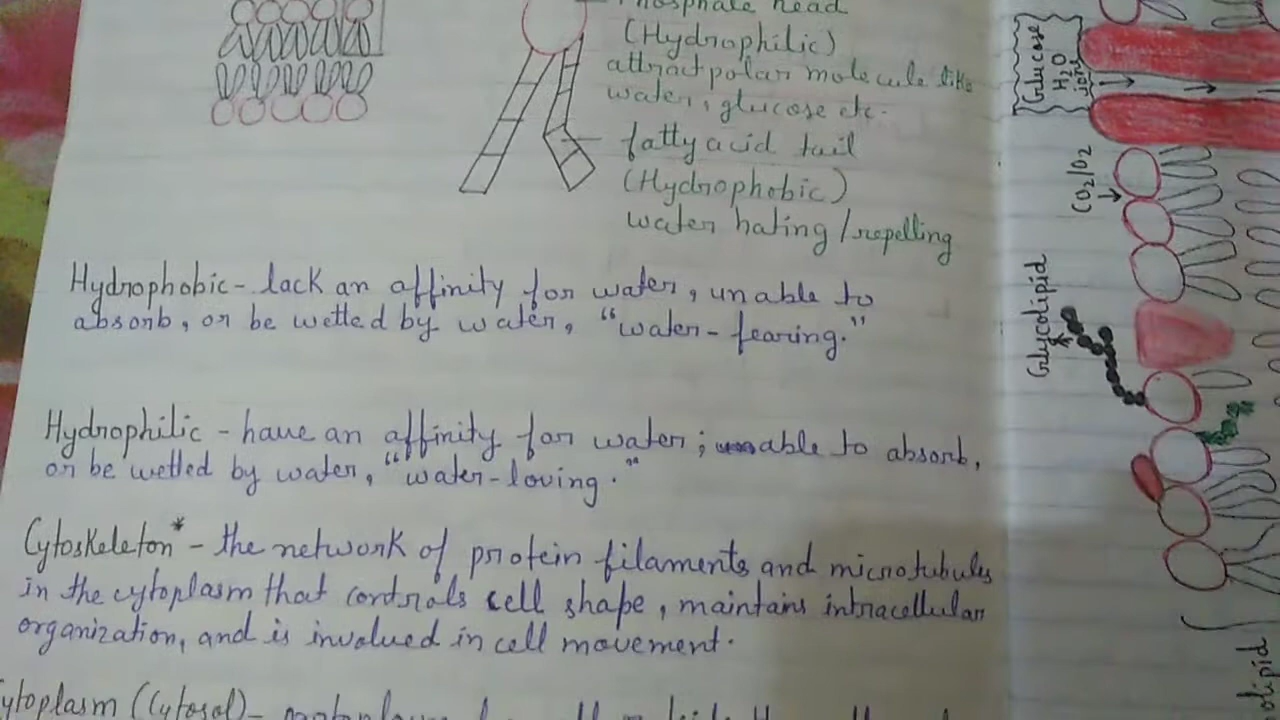 Phosphate head
(Hydrophilic)
attract polar molecule like
water, glucose etc.
fatty acid tail
(Hydrophobic)
water hating/repelling
Hydrophobic - lack an affinity for water, unable to
absorb, or be wetted by water, "water-fearing."
Hydrophilic - have an affinity for water; able to absorb,
or be wetted by water, "water-loving."
Cytoskeleton* - the network of protein filaments and microtubules
in the cytoplasm that controls cell shape, maintains intracellular
organization, and is involved in cell movement.
Cytoplasm (Cytosol) -
Glucose
H2O
ions
CO2/O2
Glycolipid